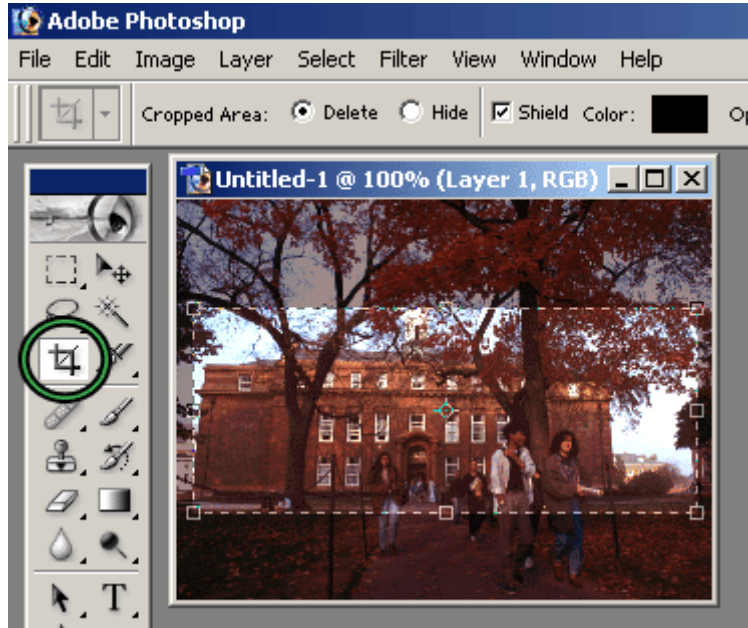 Adobe Photoshop
File Edit Image Layer Select Filter View Window Help
Cropped Area: Delete Hide Shield Color: Op
Untitled-1 @ 100% (Layer 1, RGB)
T